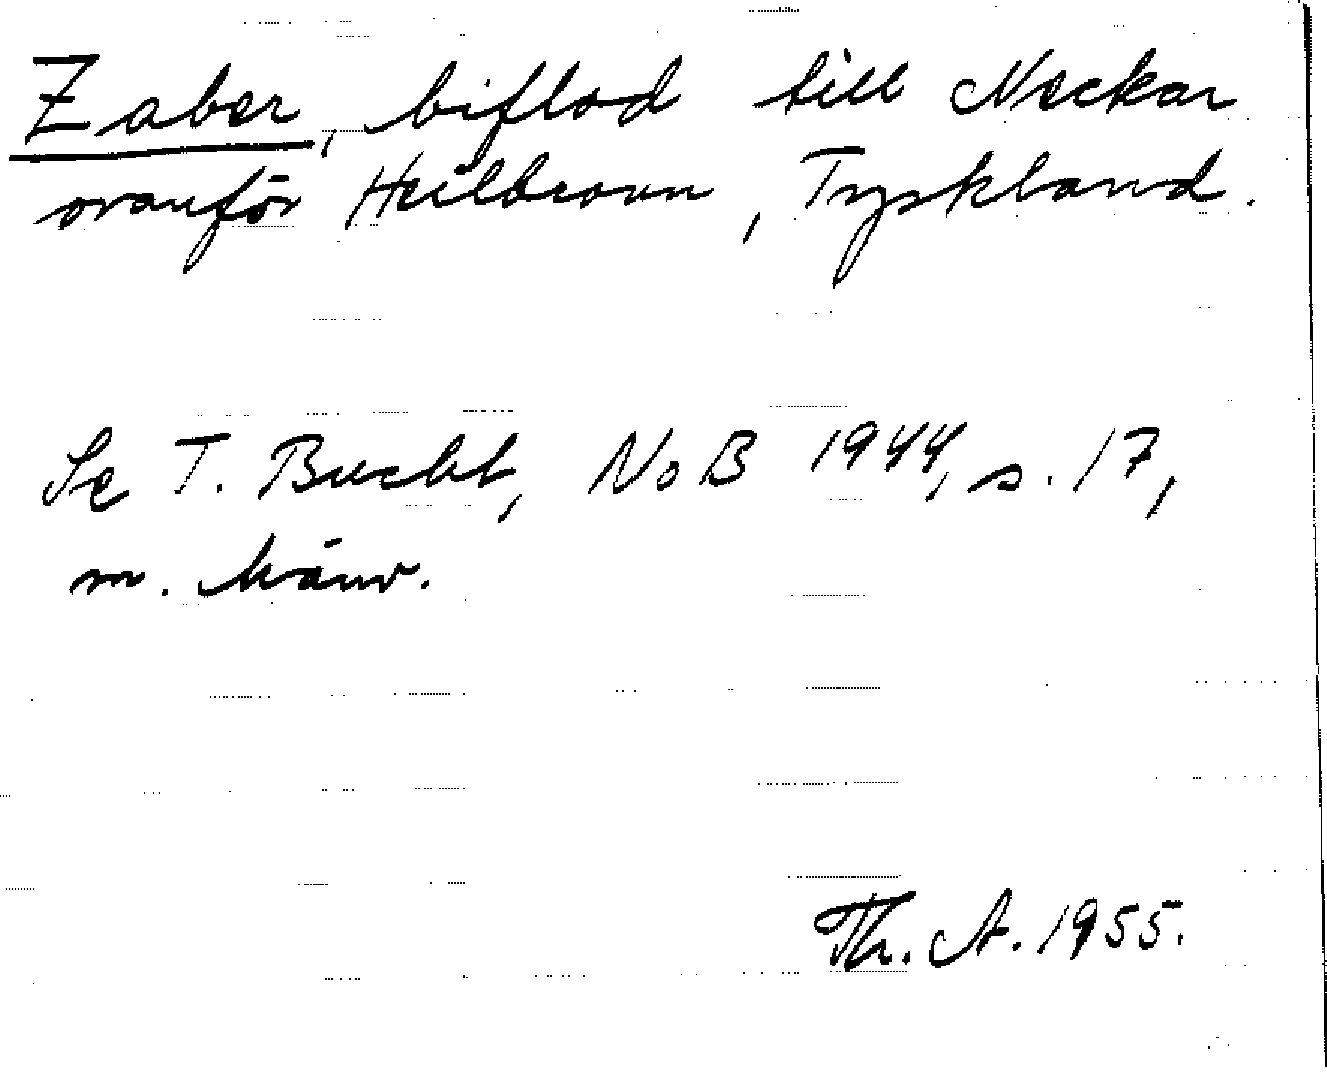 Zaber, biflod till Neckar
ovanför Heilbronn, Tyskland.
Se T. Bucht, NoB 1944, s. 17,
m. hänv.
Th. A. 1955.